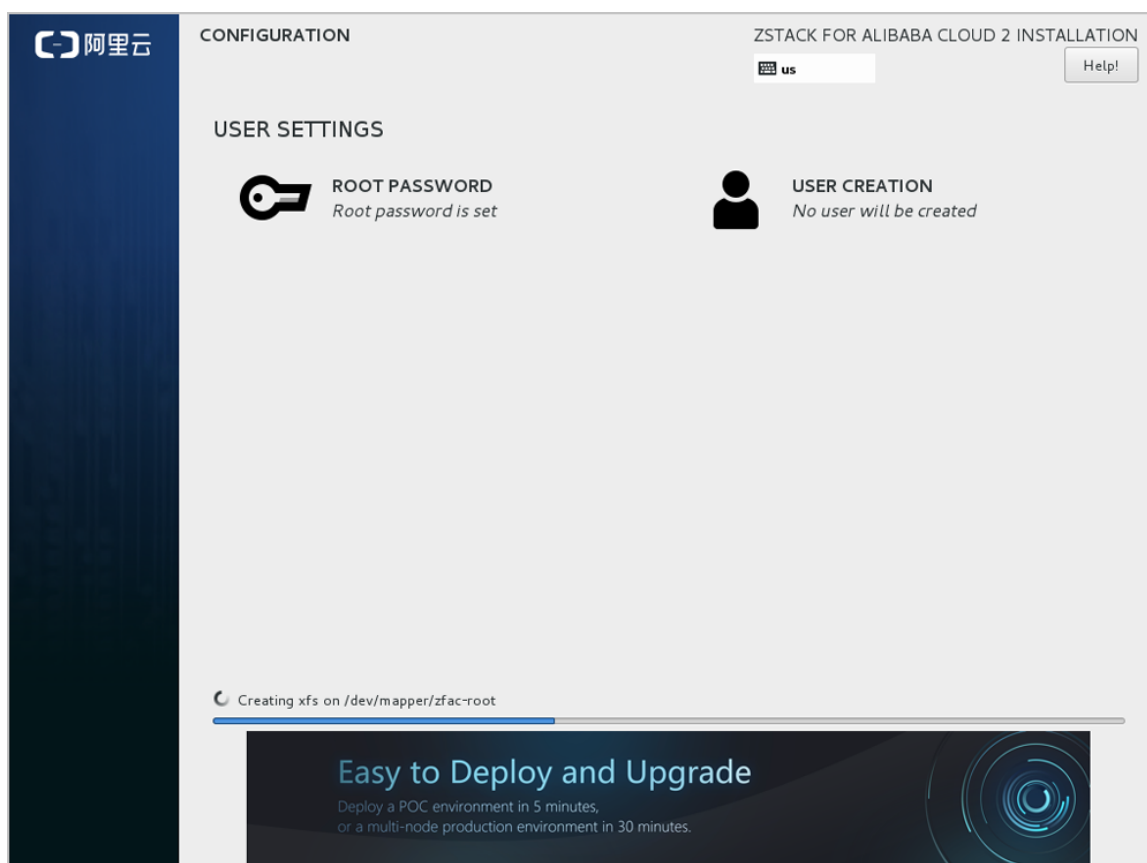 阿里云
CONFIGURATION
ZSTACK FOR ALIBABA CLOUD 2 INSTALLATION
us
Help!
USER SETTINGS
ROOT PASSWORD
Root password is set
USER CREATION
No user will be created
Creating xfs on /dev/mapper/zfac-root
Easy to Deploy and Upgrade
Deploy a POC environment in 5 minutes,
or a multi-node production environment in 30 minutes.